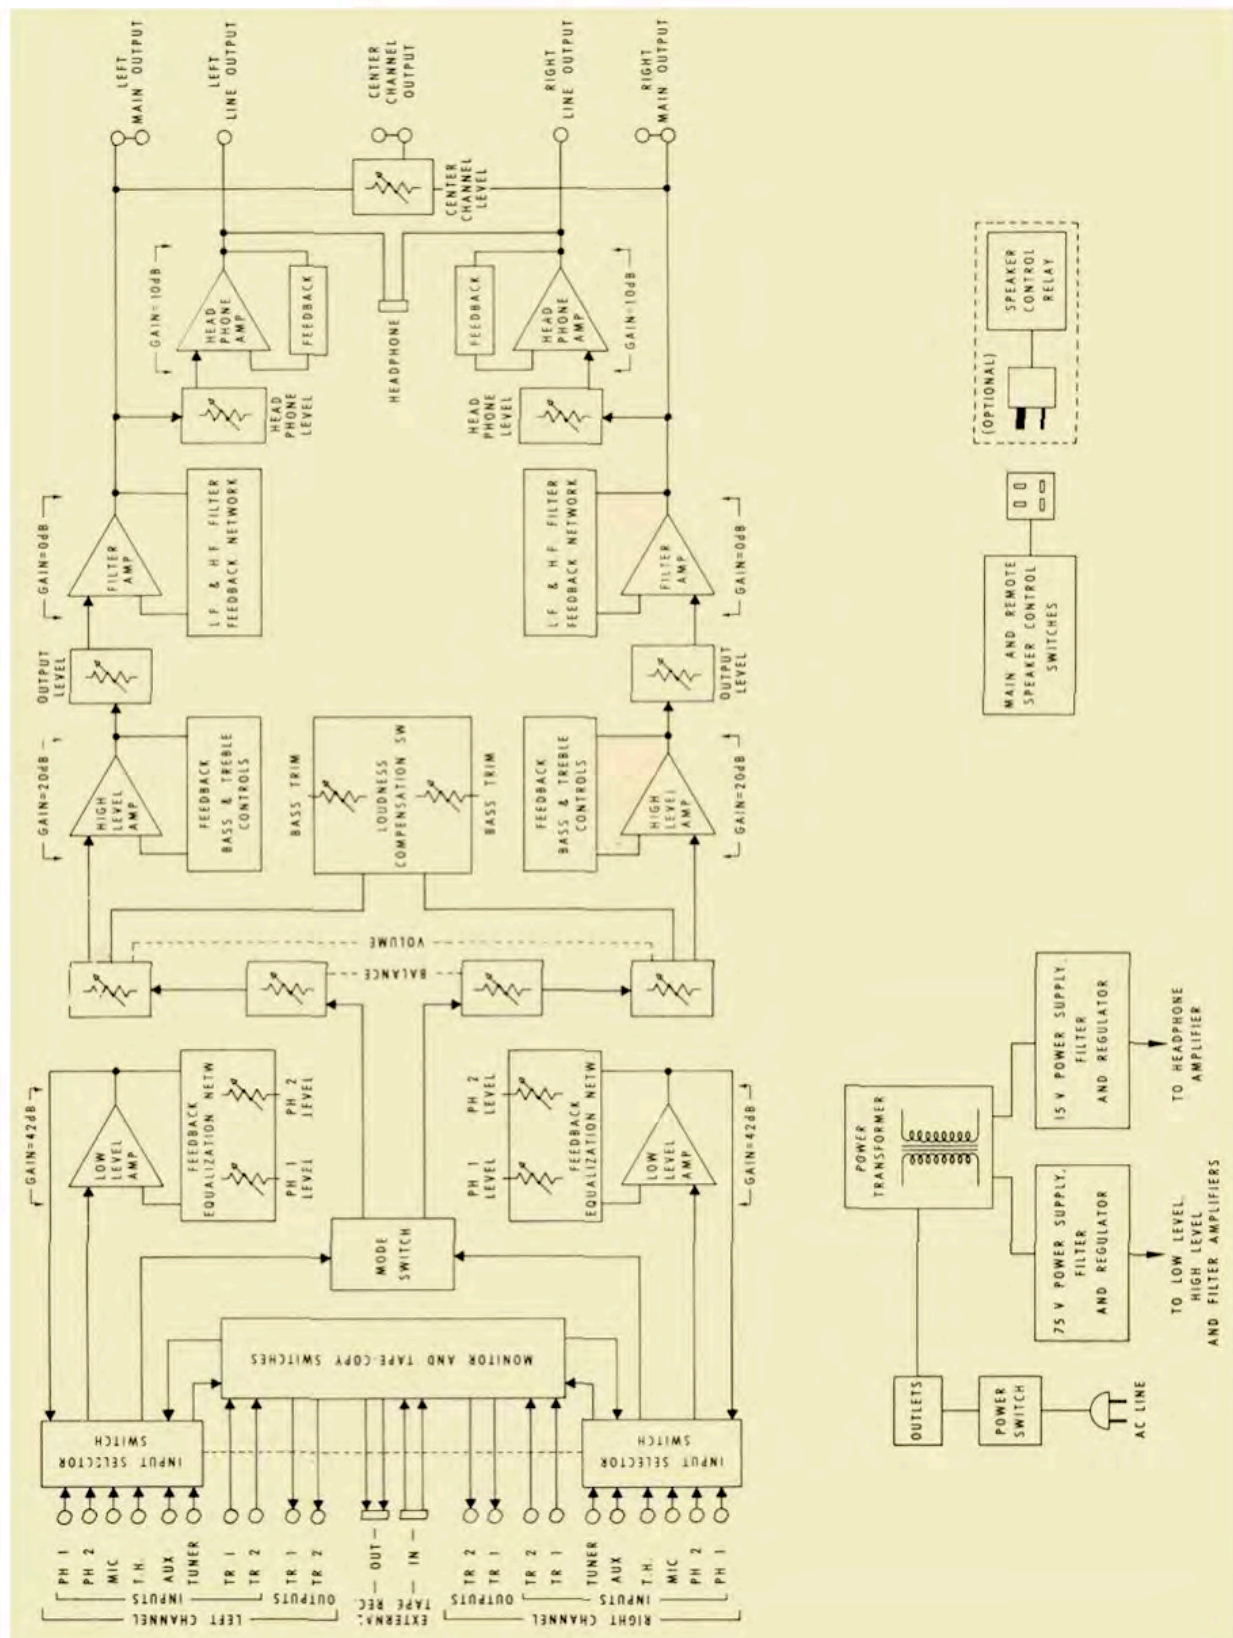 LEFT
MAIN OUTPUT
LEFT
LINE OUTPUT
CENTER
CHANNEL
OUTPUT
RIGHT
LINE OUTPUT
RIGHT
MAIN OUTPUT
CENTER
CHANNEL
LEVEL
GAIN=10dB
HEAD
PHONE
AMP
FEEDBACK
HEADPHONE
FEEDBACK
HEAD
PHONE
AMP
GAIN=10dB
HEAD
PHONE
LEVEL
HEAD
PHONE
LEVEL
GAIN=0dB
FILTER
AMP
L F & H F FILTER
FEEDBACK NETWORK
L F & H F FILTER
FEEDBACK NETWORK
FILTER
AMP
GAIN=0dB
OUTPUT
LEVEL
OUTPUT
LEVEL
GAIN=20dB
HIGH
LEVEL
AMP
FEEDBACK
BASS & TREBLE
CONTROLS
BASS TRIM
LOUDNESS
COMPENSATION SW
BASS TRIM
FEEDBACK
BASS & TREBLE
CONTROLS
HIGH
LEVEL
AMP
GAIN=20dB
VOLUME
BALANCE
GAIN=42dB
LOW
LEVEL
AMP
FEEDBACK
EQUALIZATION NETW
PH 1
LEVEL
PH 2
LEVEL
PH 1
LEVEL
PH 2
LEVEL
FEEDBACK
EQUALIZATION NETW
LOW
LEVEL
AMP
GAIN=42dB
MODE
SWITCH
MONITOR AND TAPE-COPY SWITCHES
INPUT SELECTOR
SWITCH
INPUT SELECTOR
SWITCH
PH 1
PH 2
MIC
T.H.
AUX.
TUNER
TR 1
TR 2
TR 1
TR 2
OUT
IN
TR 2
TR 1
TR 2
TR 1
TUNER
AUX
T.H.
MIC
PH 2
PH 1
INPUTS
OUTPUTS
LEFT CHANNEL
EXTERNAL
TAPE REC
OUTPUTS
INPUTS
RIGHT CHANNEL
(OPTIONAL)
SPEAKER
CONTROL
RELAY
MAIN AND REMOTE
SPEAKER CONTROL
SWITCHES
POWER
TRANSFORMER
15 V POWER SUPPLY,
FILTER
AND REGULATOR
TO HEADPHONE
AMPLIFIER
75 V POWER SUPPLY,
FILTER
AND REGULATOR
TO LOW LEVEL
HIGH LEVEL
AND FILTER AMPLIFIERS
OUTLETS
POWER
SWITCH
AC LINE